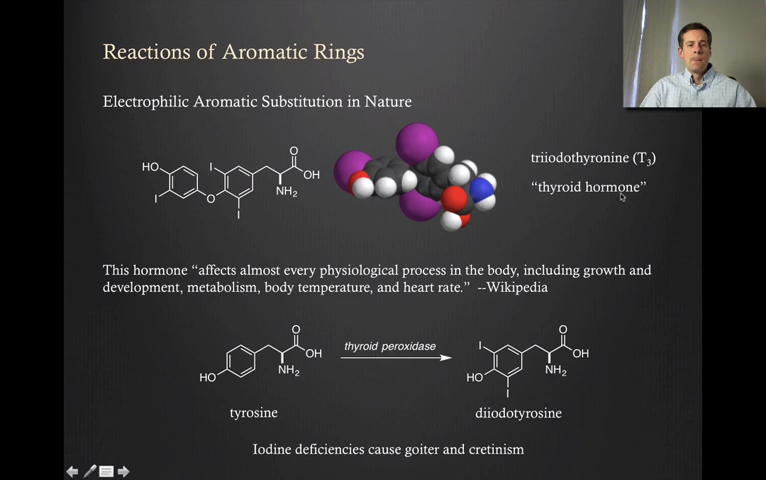 Reactions of Aromatic Rings
Electrophilic Aromatic Substitution in Nature
HO
I
I
O
I
O
OH
NH2
triiodothyronine (T3)
"thyroid hormone"
This hormone "affects almost every physiological process in the body, including growth and
development, metabolism, body temperature, and heart rate." --Wikipedia
HO
O
OH
NH2
thyroid peroxidase
I
HO
I
O
OH
NH2
tyrosine
diiodotyrosine
Iodine deficiencies cause goiter and cretinism